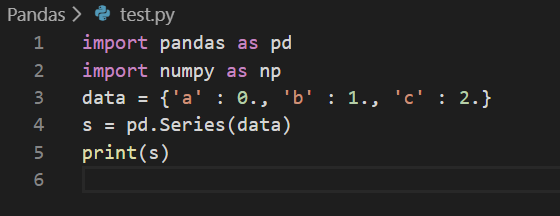 Pandas > test.py
1 import pandas as pd
2 import numpy as np
3 data = {'a' : 0., 'b' : 1., 'c' : 2.}
4 s = pd.Series(data)
5 print(s)
6